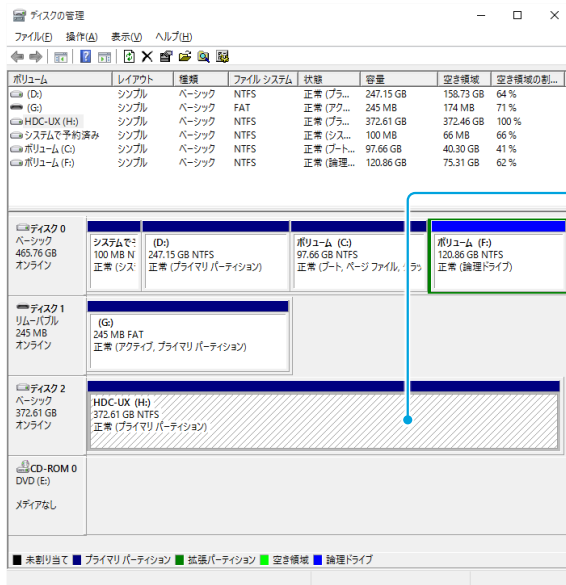 ディスクの管理
ファイル(F) 操作(A) 表示(V) ヘルプ(H)
ボリューム レイアウト 種類 ファイル システム 状態 容量 空き領域 空き領域の割...
(D:) シンプル ベーシック NTFS 正常 (プラ... 247.15 GB 158.73 GB 64 %
(G:) シンプル ベーシック FAT 正常 (アク... 245 MB 174 MB 71 %
HDC-UX (H:) シンプル ベーシック NTFS 正常 (プラ... 372.61 GB 372.46 GB 100 %
システムで予約済み シンプル ベーシック NTFS 正常 (シス... 100 MB 66 MB 66 %
ボリューム (C:) シンプル ベーシック NTFS 正常 (ブート... 97.66 GB 40.30 GB 41 %
ボリューム (F:) シンプル ベーシック NTFS 正常 (論理... 120.86 GB 75.31 GB 62 %
ディスク 0
ベーシック
465.76 GB
オンライン
システムで
100 MB N
正常 (シス
(D:)
247.15 GB NTFS
正常 (プライマリ パーティション)
ボリューム (C:)
97.66 GB NTFS
正常 (ブート, ページ ファイル,
ボリューム (F:)
120.86 GB NTFS
正常 (論理ドライブ)
ディスク 1
リムーバブル
245 MB
オンライン
(G:)
245 MB FAT
正常 (アクティブ, プライマリ パーティション)
ディスク 2
ベーシック
372.61 GB
オンライン
HDC-UX (H:)
372.61 GB NTFS
正常 (プライマリ パーティション)
CD-ROM 0
DVD (E:)
メディアなし
未割り当て プライマリ パーティション 拡張パーティション 空き領域 論理ドライブ